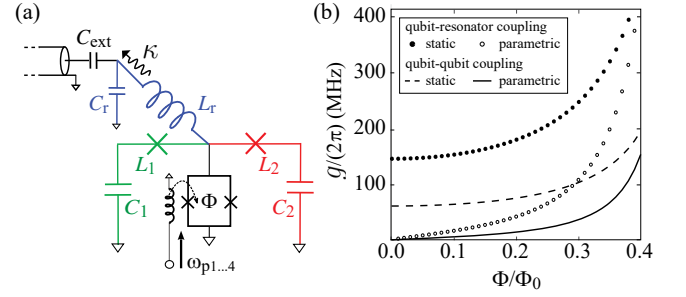 (a)
C_ext
κ
C_r
L_r
L_1
L_2
C_1
Φ
C_2
ω_p1...4
(b)
400
300
200
100
g/(2π) (MHz)
qubit-resonator coupling
static parametric
qubit-qubit coupling
static parametric
0.0 0.1 0.2 0.3 0.4
Φ/Φ_0